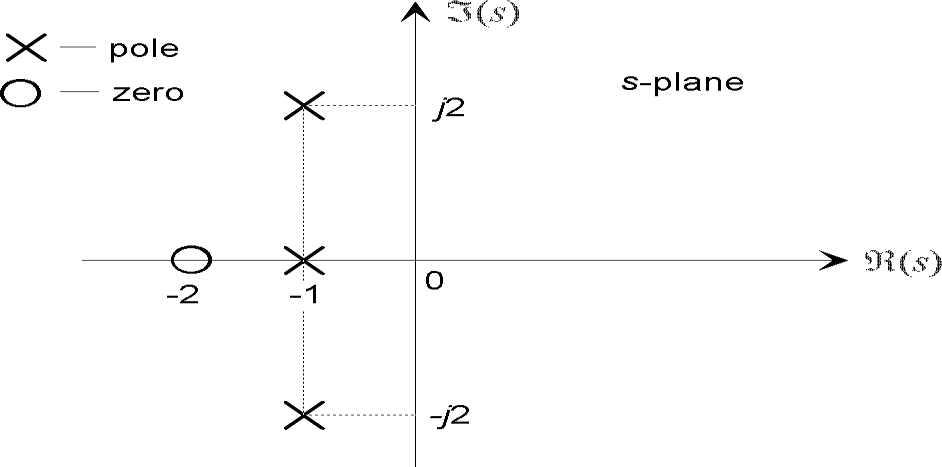 ℑ(s)
pole
zero
s-plane
j2
ℜ(s)
0
-2
-1
-j2